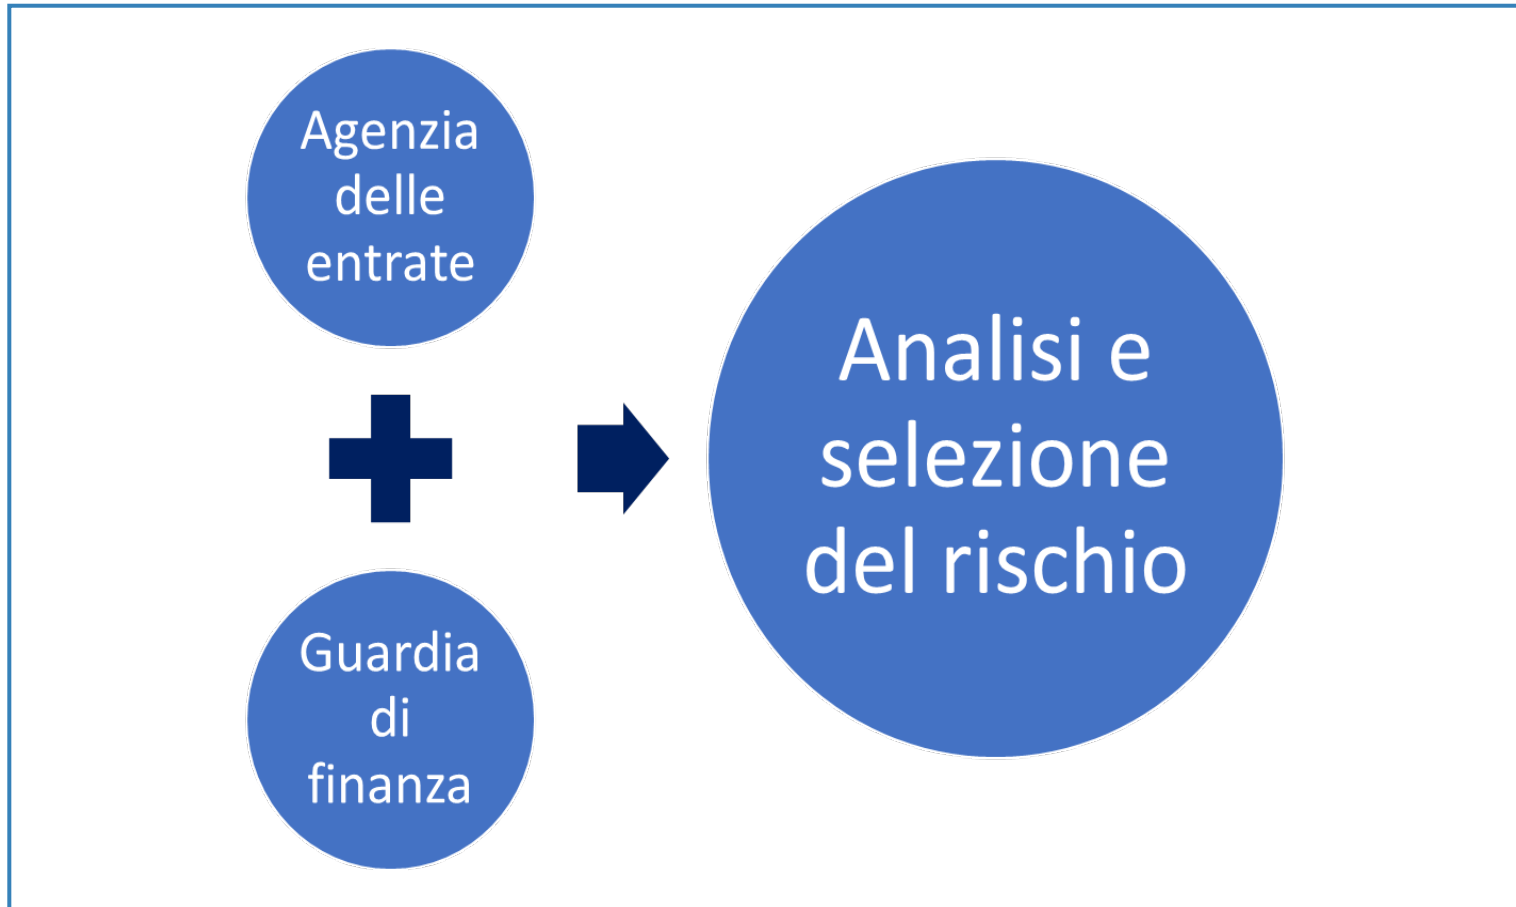 Agenzia
delle
entrate
Guardia
di
finanza
Analisi e
selezione
del rischio